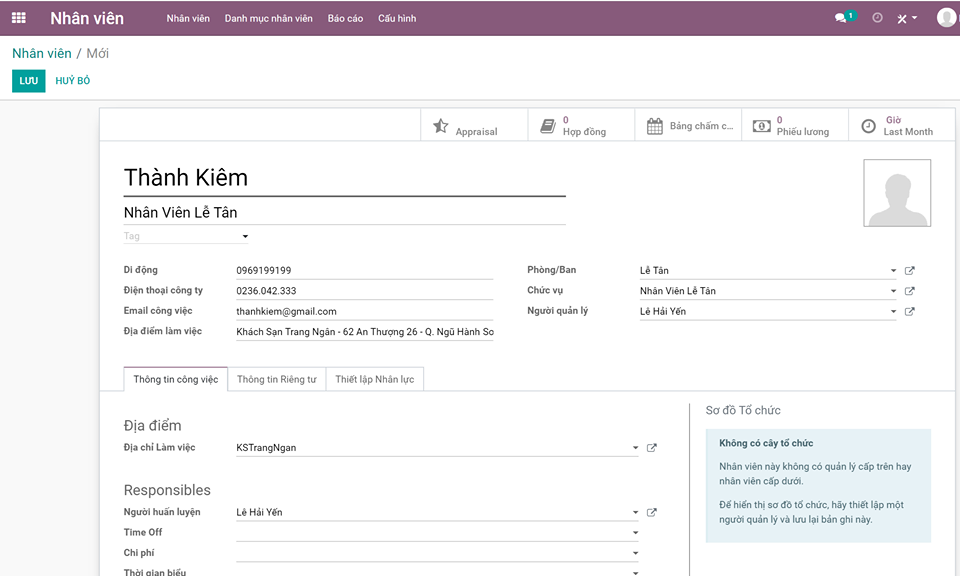 Nhân viên Nhân viên Danh mục nhân viên Báo cáo Cấu hình 1
Nhân viên / Mới
LƯU HUỶ BỎ
Appraisal
0
Hợp đồng
Bảng chấm c...
0
Phiếu lương
Giờ
Last Month
Thành Kiêm
Nhân Viên Lễ Tân
Tag
Di động 0969199199
Điện thoại công ty 0236.042.333
Email công việc thanhkiem@gmail.com
Địa điểm làm việc Khách Sạn Trang Ngân - 62 An Thượng 26 - Q. Ngũ Hành So
Phòng/Ban Lễ Tân
Chức vụ Nhân Viên Lễ Tân
Người quản lý Lê Hải Yến
Thông tin công việc Thông tin Riêng tư Thiết lập Nhân lực
Địa điểm
Địa chỉ Làm việc KSTrangNgan
Responsibles
Người huấn luyện Lê Hải Yến
Time Off
Chi phí
Thời gian biểu
Sơ đồ Tổ chức
Không có cây tổ chức
Nhân viên này không có quản lý cấp trên hay
nhân viên cấp dưới.
Để hiển thị sơ đồ tổ chức, hãy thiết lập một
người quản lý và lưu lại bản ghi này.